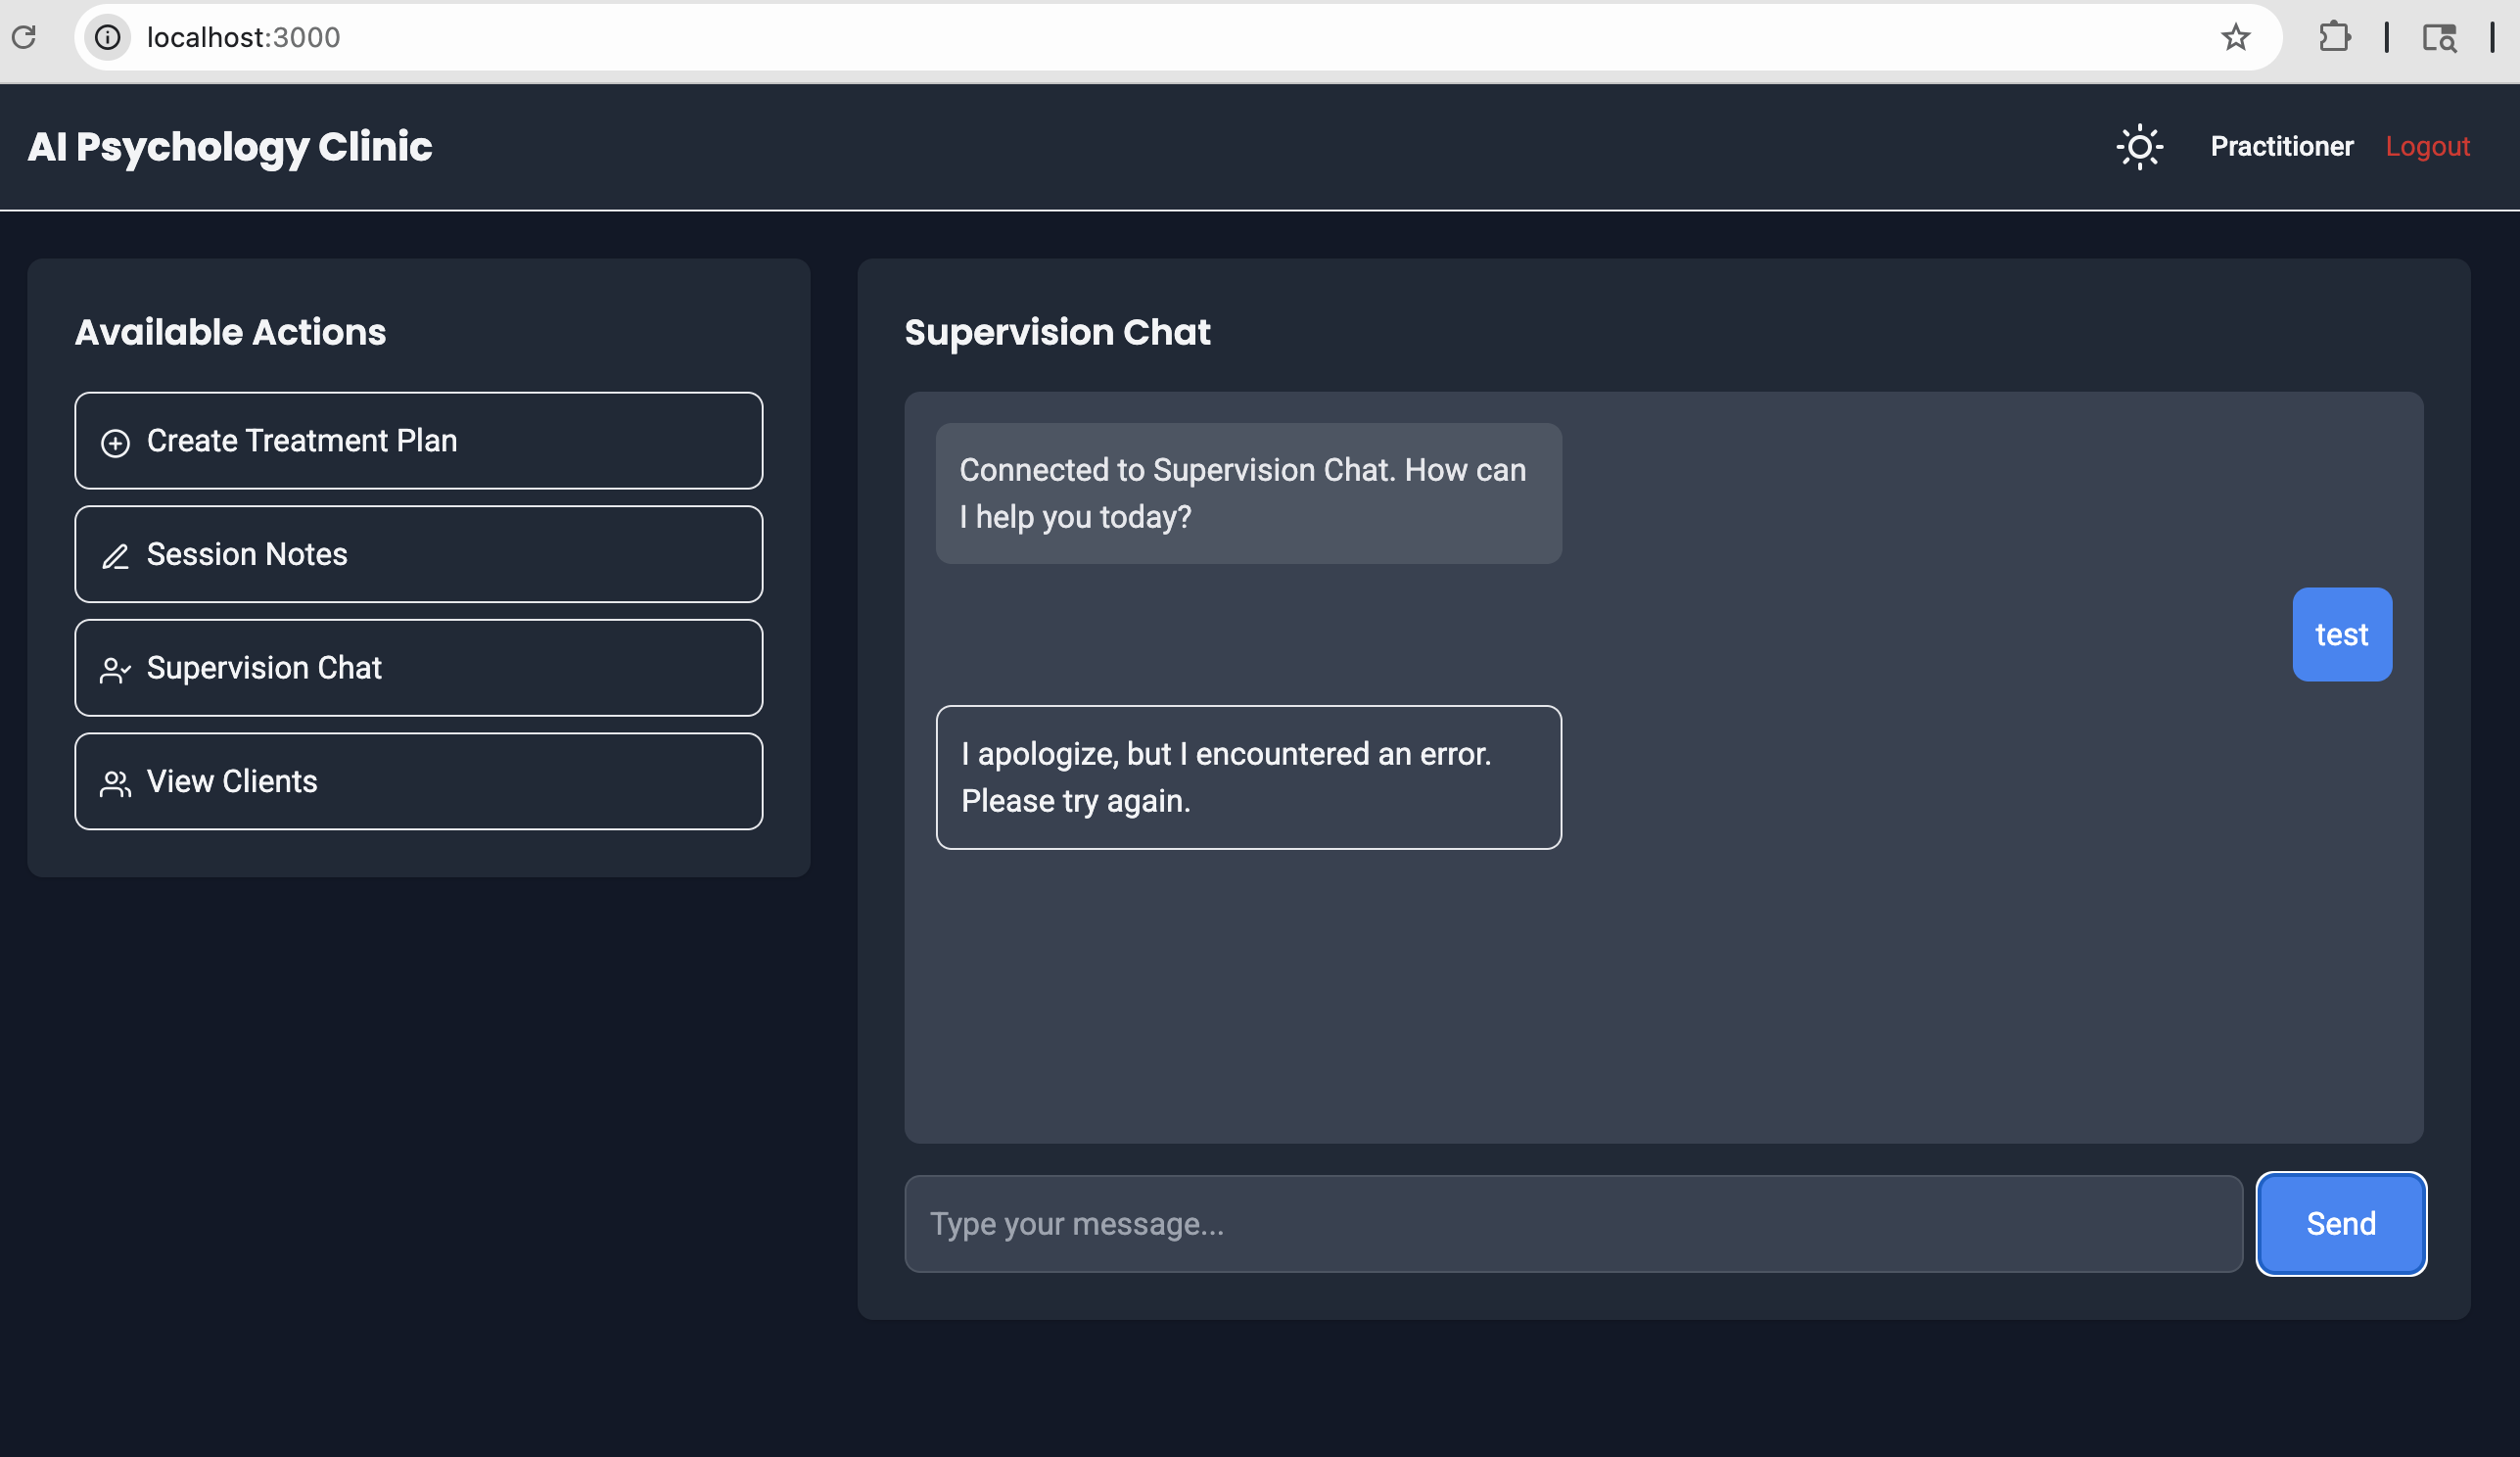 localhost:3000
AI Psychology Clinic
Practitioner
Logout
Available Actions
Create Treatment Plan
Session Notes
Supervision Chat
View Clients
Supervision Chat
Connected to Supervision Chat. How can
I help you today?
test
I apologize, but I encountered an error.
Please try again.
Type your message...
Send